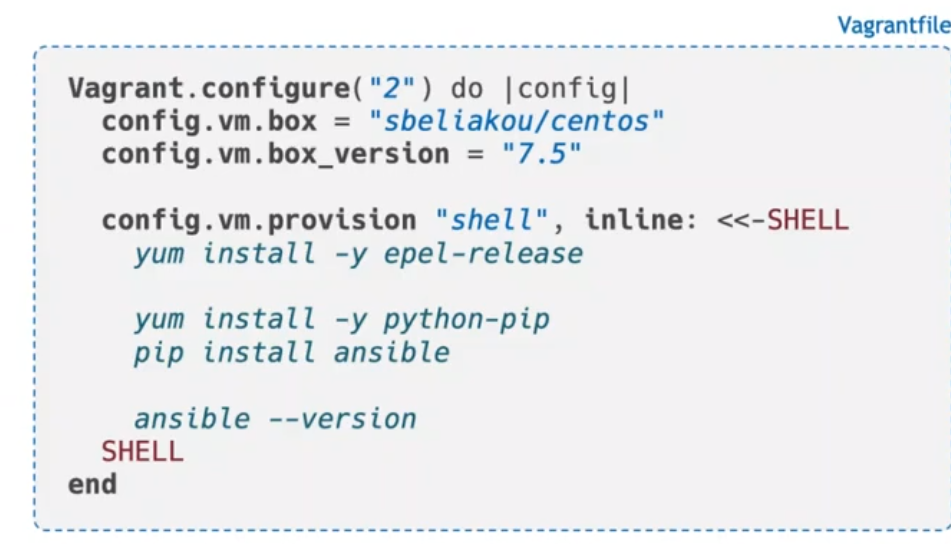 Vagrantfile
Vagrant.configure("2") do |config|
  config.vm.box = "sbeliakou/centos"
  config.vm.box_version = "7.5"

  config.vm.provision "shell", inline: <<-SHELL
    yum install -y epel-release

    yum install -y python-pip
    pip install ansible

    ansible --version
  SHELL
end